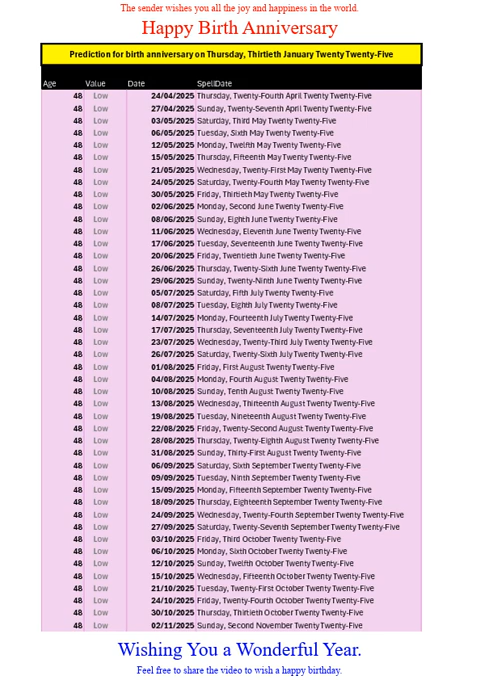 The sender wishes you all the joy and happiness in the world.
Happy Birth Anniversary
Prediction for birth anniversary on Thursday, Thirtieth January Twenty Twenty-Five
Age Value Date SpellDate
48 Low 24/04/2025 Thursday, Twenty-Fourth April Twenty Twenty-Five
48 Low 27/04/2025 Sunday, Twenty-Seventh April Twenty Twenty-Five
48 Low 03/05/2025 Saturday, Third May Twenty Twenty-Five
48 Low 06/05/2025 Tuesday, Sixth May Twenty Twenty-Five
48 Low 12/05/2025 Monday, Twelfth May Twenty Twenty-Five
48 Low 15/05/2025 Thursday, Fifteenth May Twenty Twenty-Five
48 Low 21/05/2025 Wednesday, Twenty-First May Twenty Twenty-Five
48 Low 24/05/2025 Saturday, Twenty-Fourth May Twenty Twenty-Five
48 Low 30/05/2025 Friday, Thirtieth May Twenty Twenty-Five
48 Low 02/06/2025 Monday, Second June Twenty Twenty-Five
48 Low 08/06/2025 Sunday, Eighth June Twenty Twenty-Five
48 Low 11/06/2025 Wednesday, Eleventh June Twenty Twenty-Five
48 Low 17/06/2025 Tuesday, Seventeenth June Twenty Twenty-Five
48 Low 20/06/2025 Friday, Twentieth June Twenty Twenty-Five
48 Low 26/06/2025 Thursday, Twenty-Sixth June Twenty Twenty-Five
48 Low 29/06/2025 Sunday, Twenty-Ninth June Twenty Twenty-Five
48 Low 05/07/2025 Saturday, Fifth July Twenty Twenty-Five
48 Low 08/07/2025 Tuesday, Eighth July Twenty Twenty-Five
48 Low 14/07/2025 Monday, Fourteenth July Twenty Twenty-Five
48 Low 17/07/2025 Thursday, Seventeenth July Twenty Twenty-Five
48 Low 23/07/2025 Wednesday, Twenty-Third July Twenty Twenty-Five
48 Low 26/07/2025 Saturday, Twenty-Sixth July Twenty Twenty-Five
48 Low 01/08/2025 Friday, First August Twenty Twenty-Five
48 Low 04/08/2025 Monday, Fourth August Twenty Twenty-Five
48 Low 10/08/2025 Sunday, Tenth August Twenty Twenty-Five
48 Low 13/08/2025 Wednesday, Thirteenth August Twenty Twenty-Five
48 Low 19/08/2025 Tuesday, Nineteenth August Twenty Twenty-Five
48 Low 22/08/2025 Friday, Twenty-Second August Twenty Twenty-Five
48 Low 28/08/2025 Thursday, Twenty-Eighth August Twenty Twenty-Five
48 Low 31/08/2025 Sunday, Thirty-First August Twenty Twenty-Five
48 Low 06/09/2025 Saturday, Sixth September Twenty Twenty-Five
48 Low 09/09/2025 Tuesday, Ninth September Twenty Twenty-Five
48 Low 15/09/2025 Monday, Fifteenth September Twenty Twenty-Five
48 Low 18/09/2025 Thursday, Eighteenth September Twenty Twenty-Five
48 Low 24/09/2025 Wednesday, Twenty-Fourth September Twenty Twenty-Five
48 Low 27/09/2025 Saturday, Twenty-Seventh September Twenty Twenty-Five
48 Low 03/10/2025 Friday, Third October Twenty Twenty-Five
48 Low 06/10/2025 Monday, Sixth October Twenty Twenty-Five
48 Low 12/10/2025 Sunday, Twelfth October Twenty Twenty-Five
48 Low 15/10/2025 Wednesday, Fifteenth October Twenty Twenty-Five
48 Low 21/10/2025 Tuesday, Twenty-First October Twenty Twenty-Five
48 Low 24/10/2025 Friday, Twenty-Fourth October Twenty Twenty-Five
48 Low 30/10/2025 Thursday, Thirtieth October Twenty Twenty-Five
48 Low 02/11/2025 Sunday, Second November Twenty Twenty-Five
Wishing You a Wonderful Year.
Feel free to share the video to wish a happy birthday.